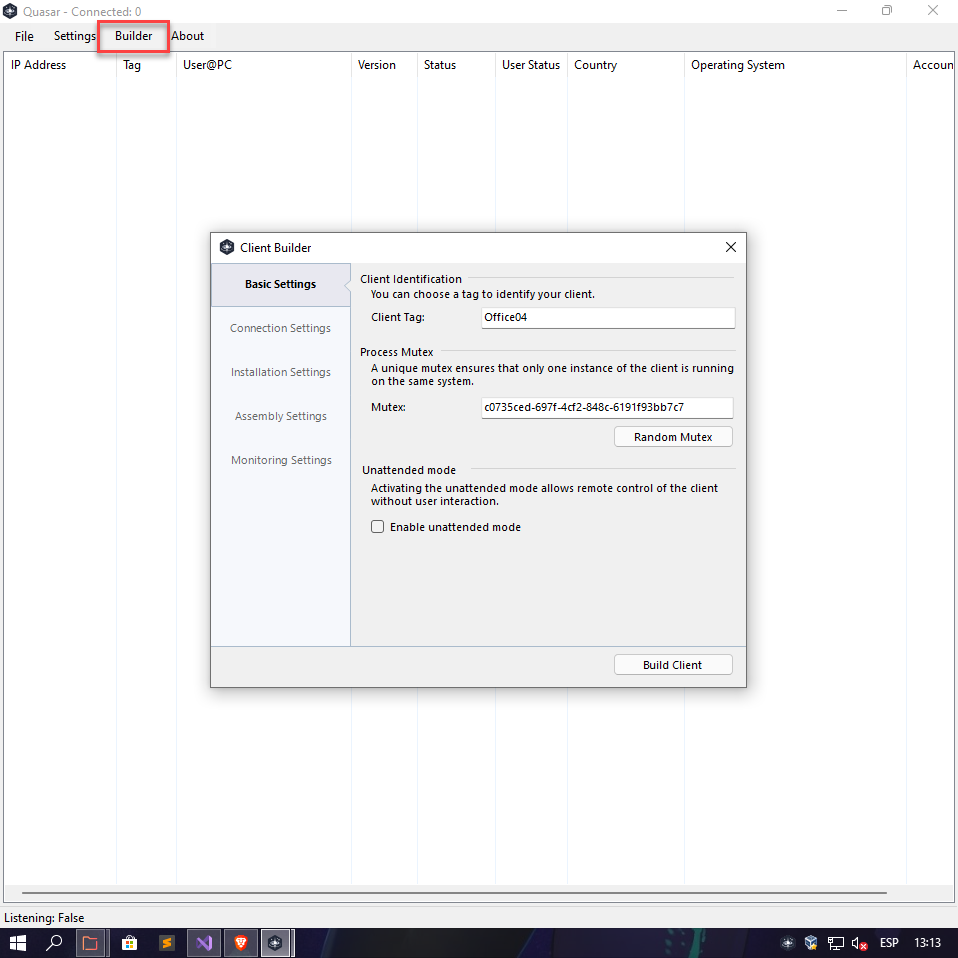 Quasar - Connected: 0
File Settings Builder About
IP Address Tag User@PC Version Status User Status Country Operating System Accoun
Client Builder
Basic Settings
Connection Settings
Installation Settings
Assembly Settings
Monitoring Settings
Client Identification
You can choose a tag to identify your client.
Client Tag: Office04
Process Mutex
A unique mutex ensures that only one instance of the client is running
on the same system.
Mutex: c0735ced-697f-4cf2-848c-6191f93bb7c7
Random Mutex
Unattended mode
Activating the unattended mode allows remote control of the client
without user interaction.
Enable unattended mode
Build Client
Listening: False
ESP 13:13